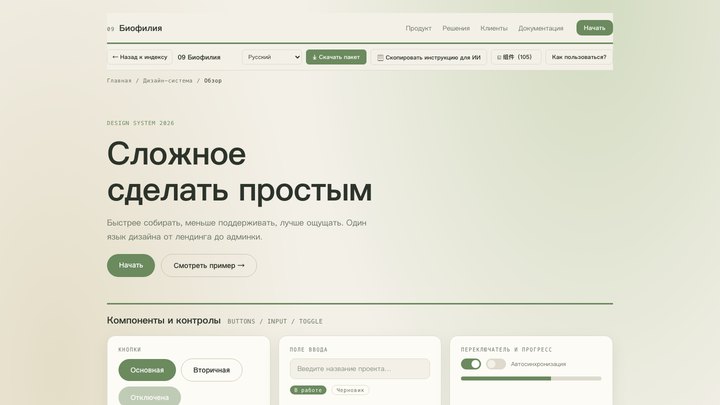 09 Биофилия
Продукт Решения Клиенты Документация Начать
← Назад к индексу 09 Биофилия Русский ↓ Скачать пакет Скопировать инструкцию для ИИ 组件 (105) Как пользоваться?
Главная / Дизайн-система / Обзор
DESIGN SYSTEM 2026
Сложное
сделать простым
Быстрее собирать, меньше поддерживать, лучше ощущать. Один
язык дизайна от лендинга до админки.
Начать Смотреть пример →
Компоненты и контролы BUTTONS / INPUT / TOGGLE
КНОПКИ
Основная Вторичная
Отключена
ПОЛЕ ВВОДА
Введите название проекта...
В работе Черновик
ПЕРЕКЛЮЧАТЕЛЬ И ПРОГРЕСС
Автосинхронизация